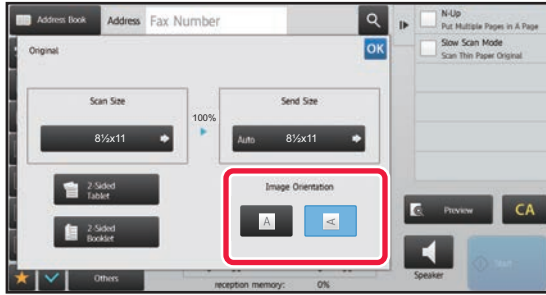 Address Book
Address
Fax Number
N-Up
Put Multiple Pages in A Page
Slow Scan Mode
Scan Thin Paper Original
Original
OK
Scan Size
8½x11
100%
Send Size
Auto 8½x11
2-Sided
Tablet
2-Sided
Booklet
Image Orientation
A
A
Preview
CA
Speaker
Start
Others
reception memory: 0%